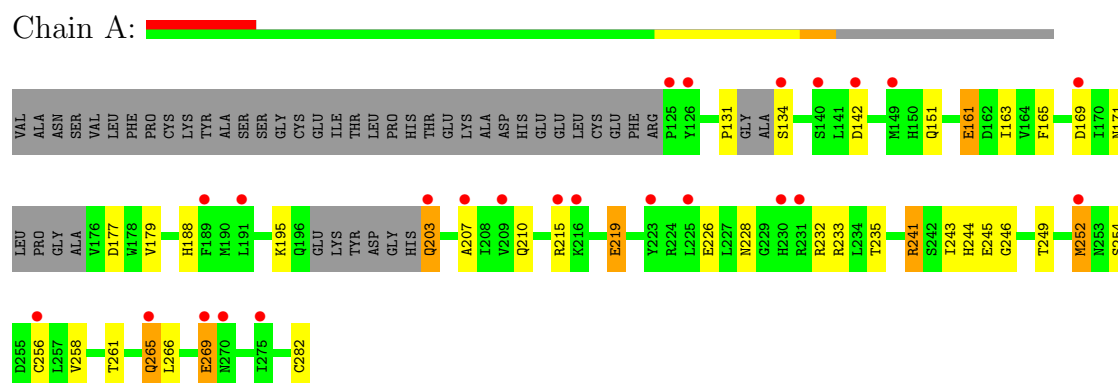 Chain A:
VAL ALA ASN SER VAL LEU PHE PRO CYS LYS TYR ALA SER SER GLY CYS GLU ILE THR LEU PRO HIS THR GLU LYS ALA ASP HIS GLU GLU LEU CYS GLU PHE ARG P125 Y126 P131 GLY ALA S134 S140 L141 D142 M149 H150 Q151 E161 D162 I163 V164 F165 D169 I170 N171
LEU PRO GLY ALA V176 D177 W178 V179 H188 F189 M190 L191 K195 Q196 GLU LYS TYR ASP GLY HIS Q203 A207 I208 V209 Q210 R215 K216 E219 Y223 R224 L225 E226 L227 N228 G229 H230 R231 R232 R233 L234 T235 R241 S242 I243 H244 E245 G246 T249 M252 N253 S254
D255 C256 L257 V258 T261 Q265 L266 E269 N270 I275 C282